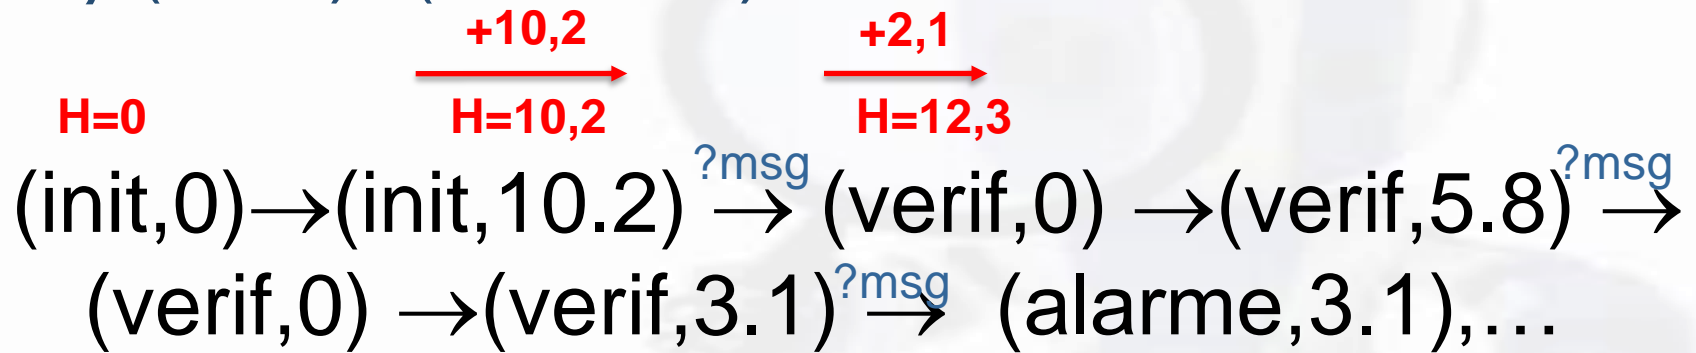 +10,2 +2,1
H=0 H=10,2 H=12,3
(init,0)→(init,10.2) ?msg → (verif,0) →(verif,5.8) ?msg →
(verif,0) →(verif,3.1) ?msg → (alarme,3.1),…